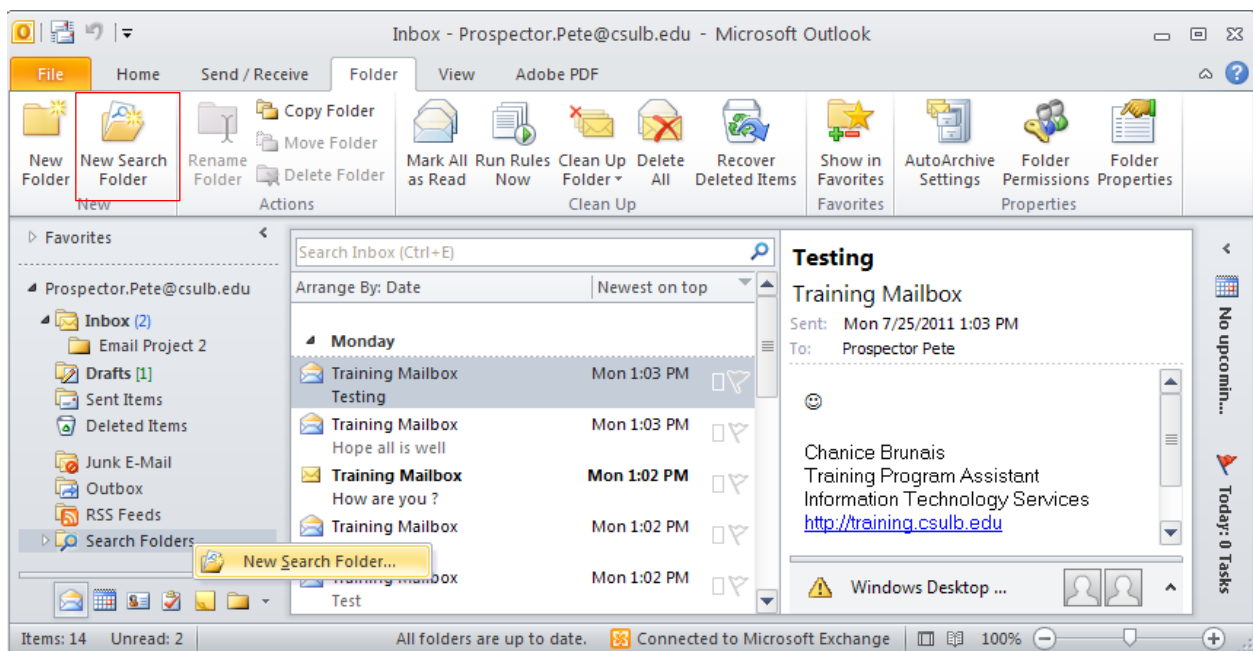 Inbox - Prospector.Pete@csulb.edu - Microsoft Outlook
File Home Send / Receive Folder View Adobe PDF
New Folder
New Search Folder
Rename Folder
Copy Folder
Move Folder
Delete Folder
Mark All as Read
Run Rules Now
Clean Up Folder
Delete All
Recover Deleted Items
Show in Favorites
AutoArchive Settings
Folder Permissions
Folder Properties
New Actions Clean Up Favorites Properties
Favorites
Prospector.Pete@csulb.edu
Inbox (2)
Email Project 2
Drafts [1]
Sent Items
Deleted Items
Junk E-Mail
Outbox
RSS Feeds
Search Folders
New Search Folder...
Search Inbox (Ctrl+E)
Arrange By: Date Newest on top
Monday
Training Mailbox Mon 1:03 PM
Testing
Training Mailbox Mon 1:03 PM
Hope all is well
Training Mailbox Mon 1:02 PM
How are you ?
Training Mailbox Mon 1:02 PM
Training Mailbox Mon 1:02 PM
Test
Testing
Training Mailbox
Sent: Mon 7/25/2011 1:03 PM
To: Prospector Pete
☺
Chanice Brunais
Training Program Assistant
Information Technology Services
http://training.csulb.edu
Windows Desktop ...
No upcomin...
Today: 0 Tasks
Items: 14 Unread: 2 All folders are up to date. Connected to Microsoft Exchange 100%